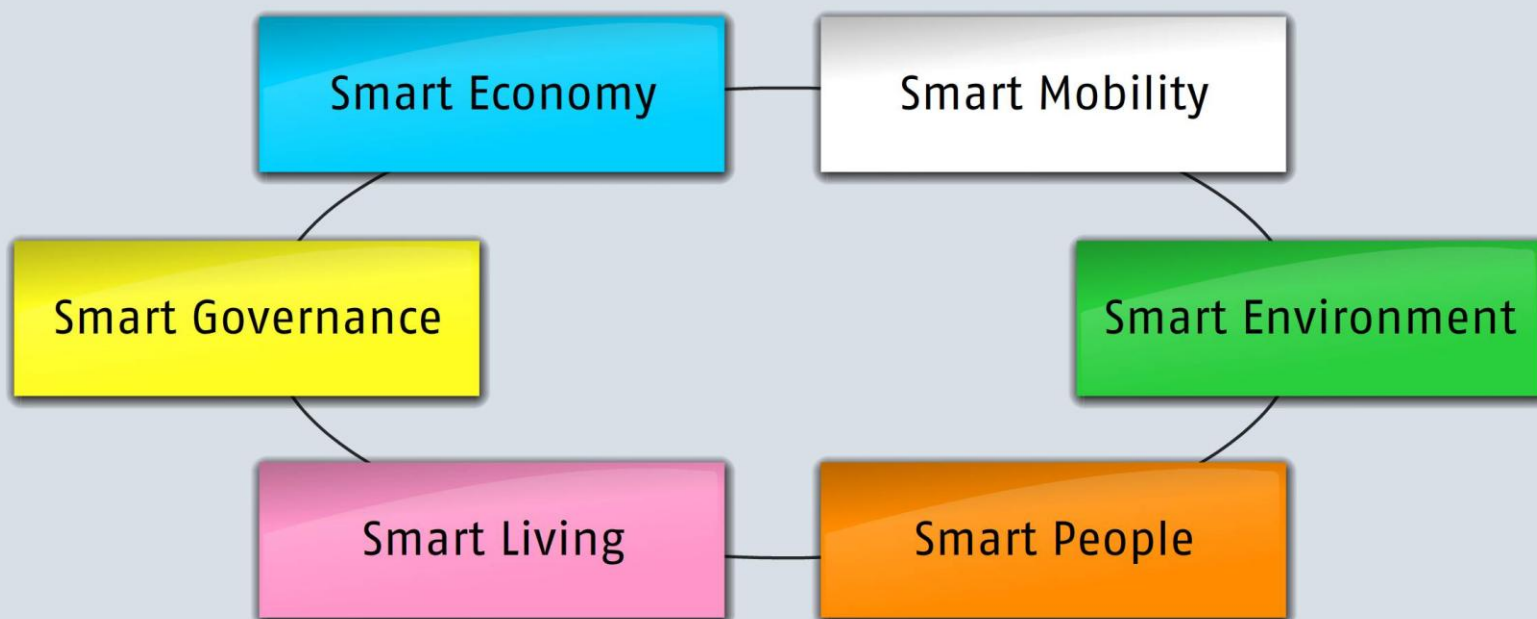 Smart Economy
Smart Mobility
Smart Governance
Smart Environment
Smart Living
Smart People